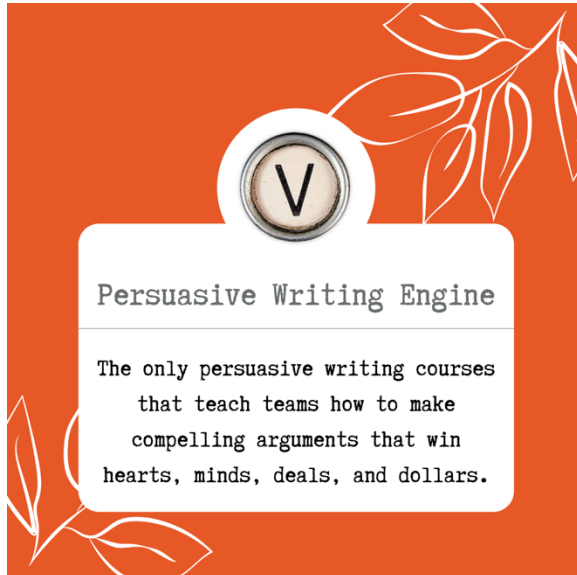 V
Persuasive Writing Engine
The only persuasive writing courses
that teach teams how to make
compelling arguments that win
hearts, minds, deals, and dollars.